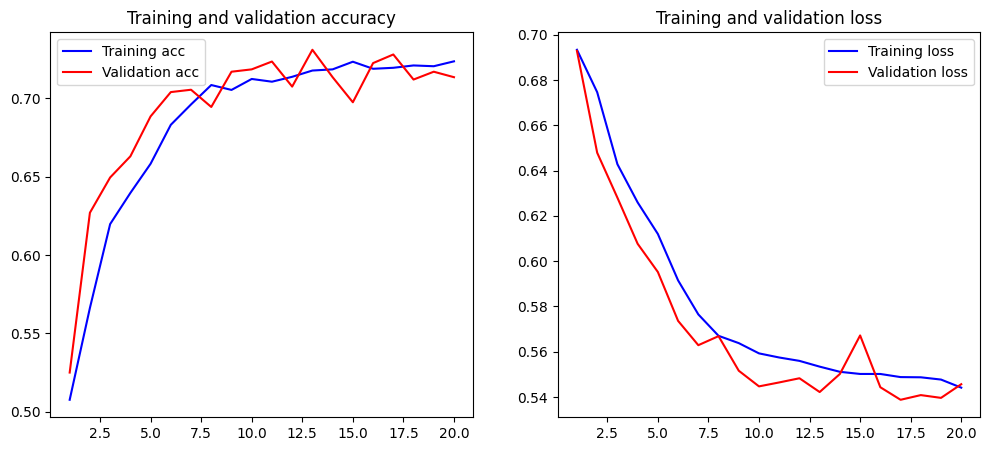 Training and validation accuracy
Training acc
Validation acc
0.70
0.65
0.60
0.55
0.50
2.5 5.0 7.5 10.0 12.5 15.0 17.5 20.0
Training and validation loss
Training loss
Validation loss
0.70
0.68
0.66
0.64
0.62
0.60
0.58
0.56
0.54
2.5 5.0 7.5 10.0 12.5 15.0 17.5 20.0